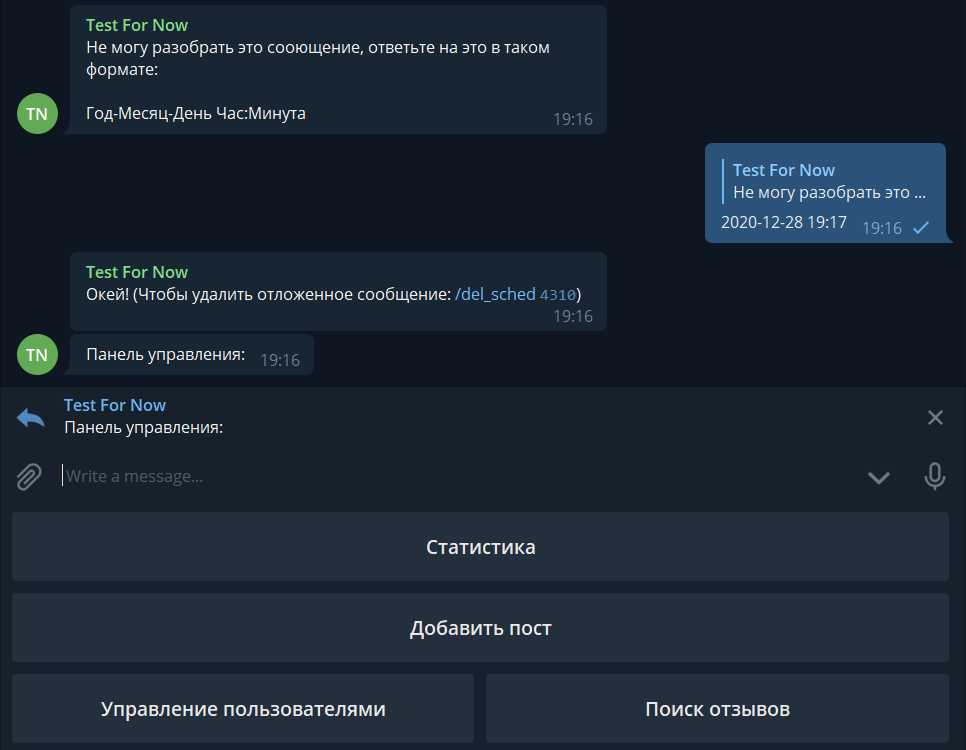 Test For Now
Не могу разобрать это сооющение, ответьте на это в таком
формате:
Год-Месяц-День Час:Минута
19:16
TN
Test For Now
Не могу разобрать это ...
2020-12-28 19:17 19:16
Test For Now
Окей! (Чтобы удалить отложенное сообщение: /del_sched 4310)
19:16
TN
Панель управления: 19:16
Test For Now
Панель управления:
Write a message...
Статистика
Добавить пост
Управление пользователями
Поиск отзывов